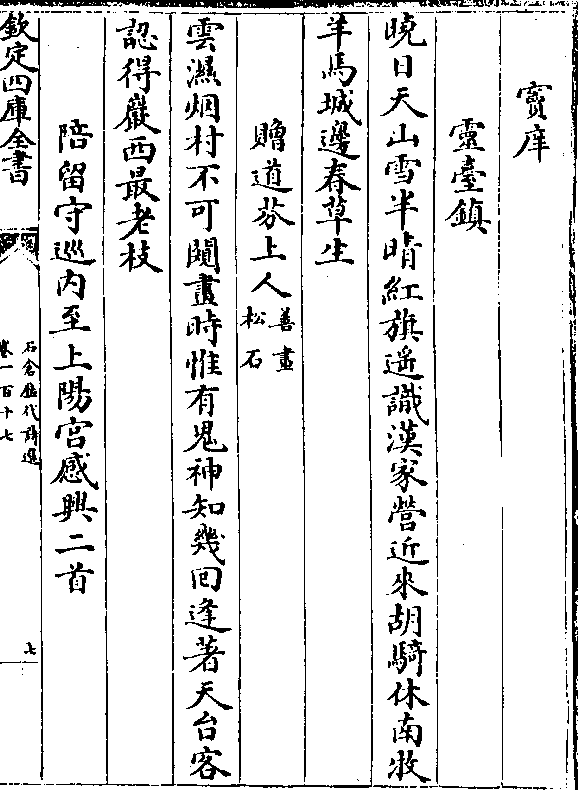 竇庠
靈臺鎮
曉日天山雪半晴紅旗遥識漢家營近來胡騎休南牧
羊馬城邊春草生
贈道芬上人善畫松石
雲濕烟村不可闚畫時惟有鬼神知幾回逢著天台客
認得巖西最老枝
陪留守巡内至上陽宫感興二首
欽定四庫全書
石倉歷代詩選
卷一百十七
七